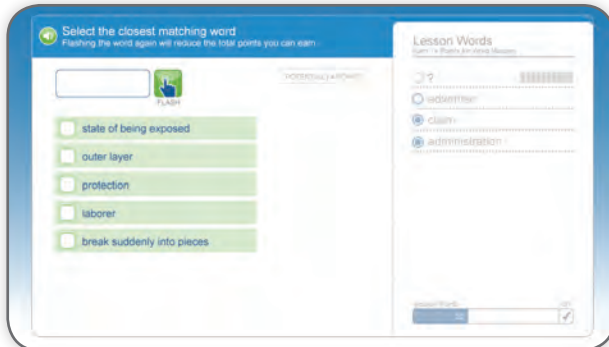 Select the closest matching word
Flashing the word again will reduce the total points you can earn
Lesson Words
?
claim
administration
FLASH
state of being exposed
outer layer
protection
laborer
break suddenly into pieces